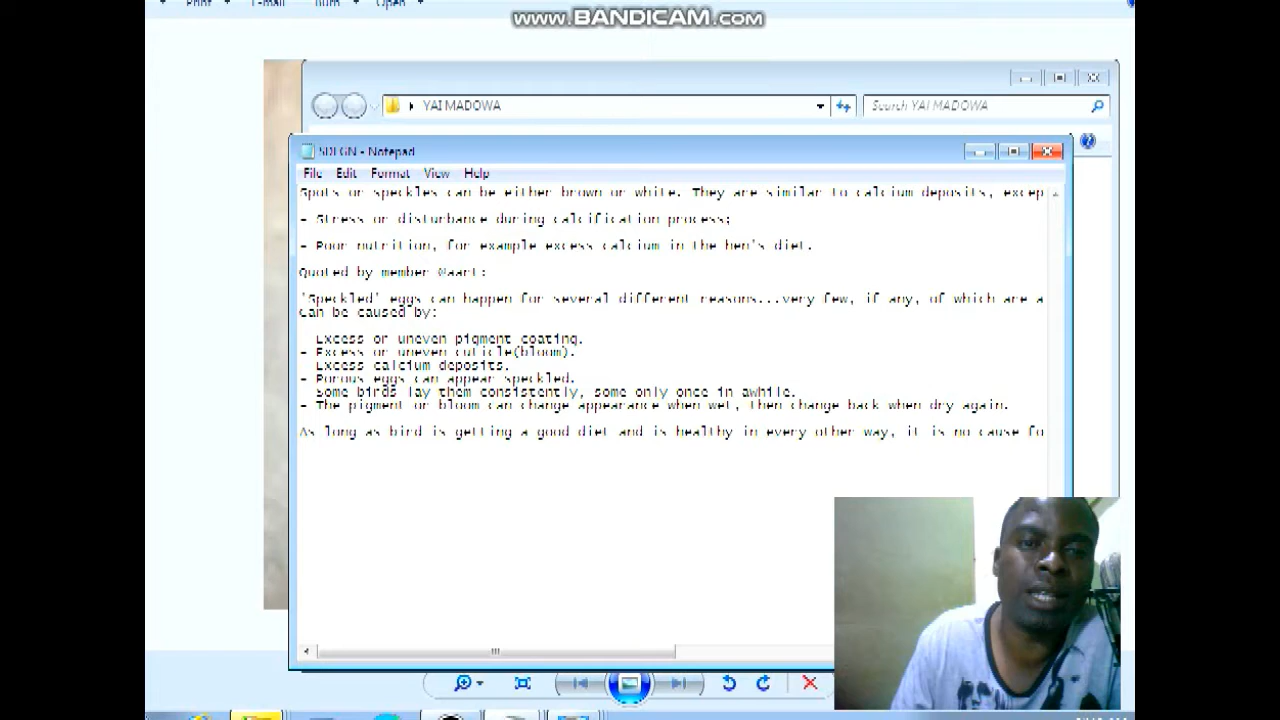 Print E-mail Burn Open
www.BANDICAM.com
YAI MADOWA
Search YAI MADOWA
Notepad
File Edit Format View Help
Spots or speckles can be either brown or white. They are similar to calcium deposits, excep
- Stress or disturbance during calcification process;
- Poor nutrition, for example excess calcium in the hen's diet.
Quoted by member @aart:
'Speckled' eggs can happen for several different reasons...very few, if any, of which are a
Can be caused by:
- Excess or uneven pigment coating.
- Excess or uneven cuticle(bloom).
- Excess calcium deposits.
- Porous eggs can appear speckled.
- Some birds lay them consistently, some only once in awhile.
- The pigment or bloom can change appearance when wet, then change back when dry again.
As long as bird is getting a good diet and is healthy in every other way, it is no cause fo